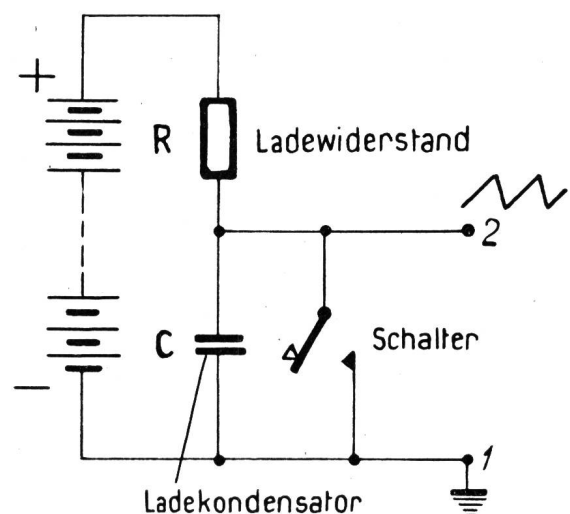 +
R
Ladewiderstand
2
C
Schalter
−
1
Ladekondensator